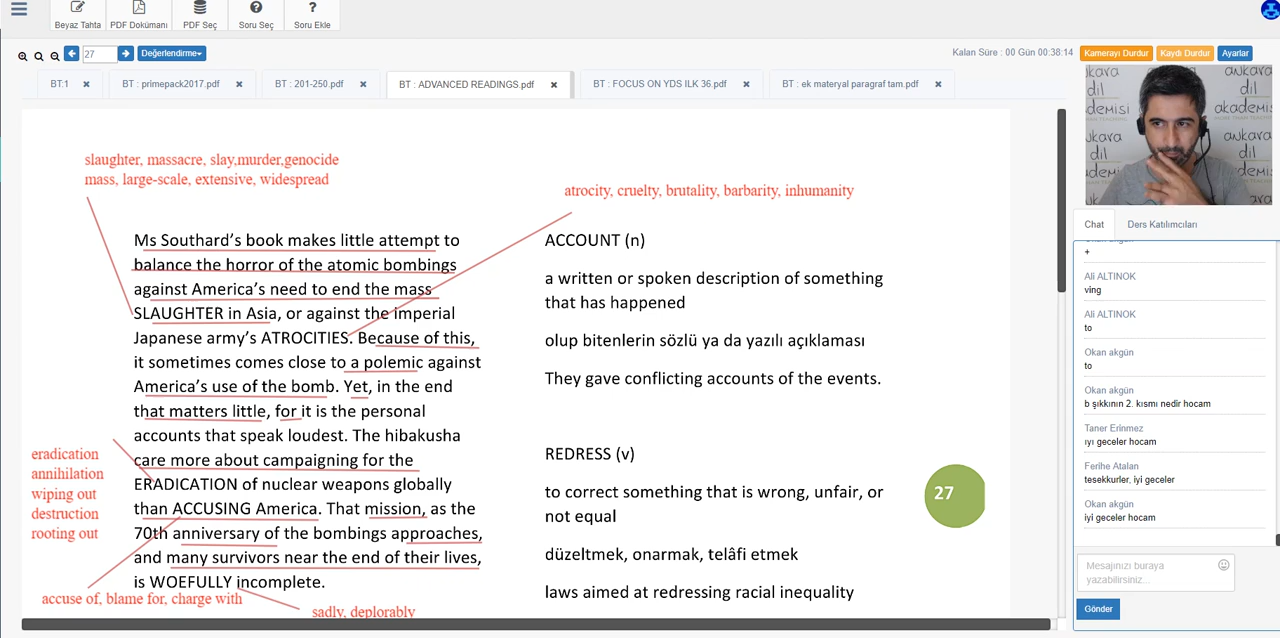 Beyaz Tahta
PDF Dokümanı
PDF Seç
Soru Seç
Soru Ekle
27
Değerlendirme
Kalan Süre : 00 Gün 00:38:14
Kamerayı Durdur
Kaydı Durdur
Ayarlar
BT:1
BT : primepack2017.pdf
BT : 201-250.pdf
BT : ADVANCED READINGS.pdf
BT : FOCUS ON YDS ILK 36.pdf
BT : ek materyal paragraf tam.pdf
slaughter, massacre, slay,murder,genocide
mass, large-scale, extensive, widespread
atrocity, cruelty, brutality, barbarity, inhumanity
Ms Southard’s book makes little attempt to
balance the horror of the atomic bombings
against America’s need to end the mass
SLAUGHTER in Asia, or against the imperial
Japanese army’s ATROCITIES. Because of this,
it sometimes comes close to a polemic against
America’s use of the bomb. Yet, in the end
that matters little, for it is the personal
accounts that speak loudest. The hibakusha
care more about campaigning for the
ERADICATION of nuclear weapons globally
than ACCUSING America. That mission, as the
70th anniversary of the bombings approaches,
and many survivors near the end of their lives,
is WOEFULLY incomplete.
eradication
annihilation
wiping out
destruction
rooting out
accuse of, blame for, charge with
sadly, deplorably
ACCOUNT (n)
a written or spoken description of something
that has happened
olup bitenlerin sözlü ya da yazılı açıklaması
They gave conflicting accounts of the events.
REDRESS (v)
to correct something that is wrong, unfair, or
not equal
düzeltmek, onarmak, telâfi etmek
laws aimed at redressing racial inequality
27
ankara
dil
akademisi
Chat
Ders Katılımcıları
+
Ali ALTINOK
ving
Ali ALTINOK
to
Okan akgün
to
Okan akgün
b şıkkının 2. kısmı nedir hocam
Taner Erinmez
ıyı geceler hocam
Ferihe Atalan
tesekkurler, iyi geceler
Okan akgün
iyi geceler hocam
Mesajınızı buraya
yazabilirsiniz...
Gönder